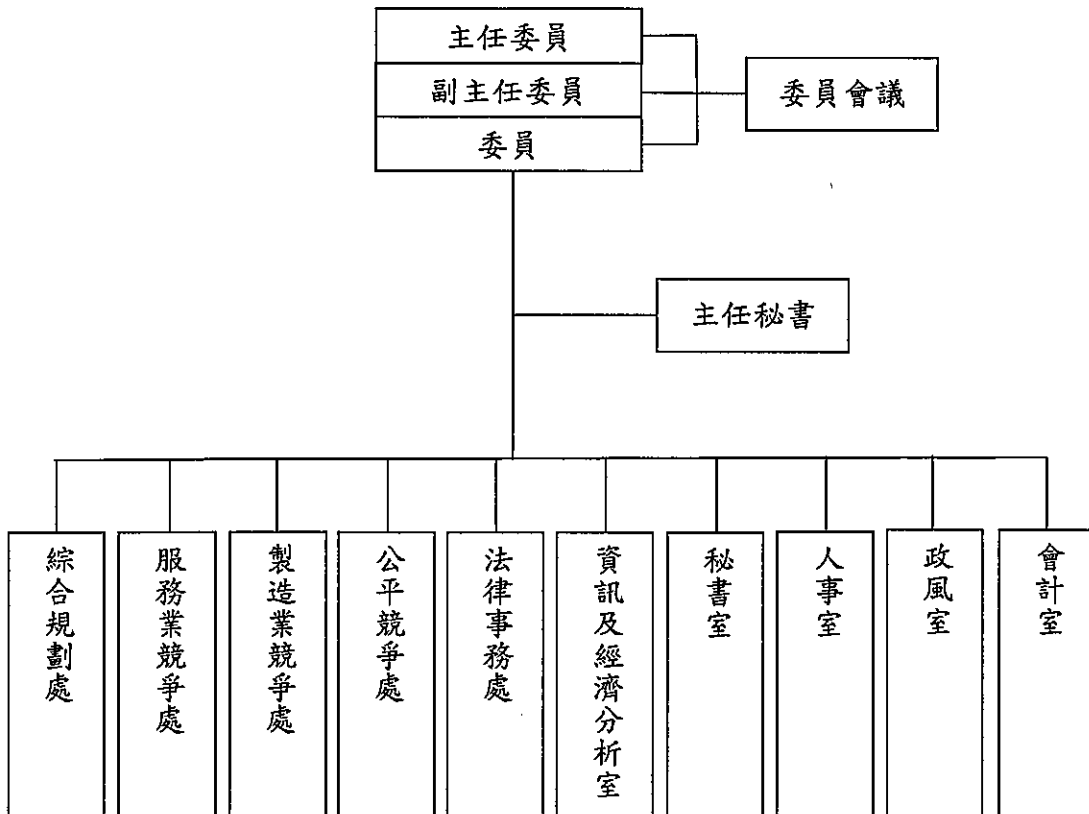 主任委員
副主任委員
委員
委員會議
主任秘書
綜合規劃處
服務業競爭處
製造業競爭處
公平競爭處
法律事務處
資訊及經濟分析室
秘書室
人事室
政風室
會計室